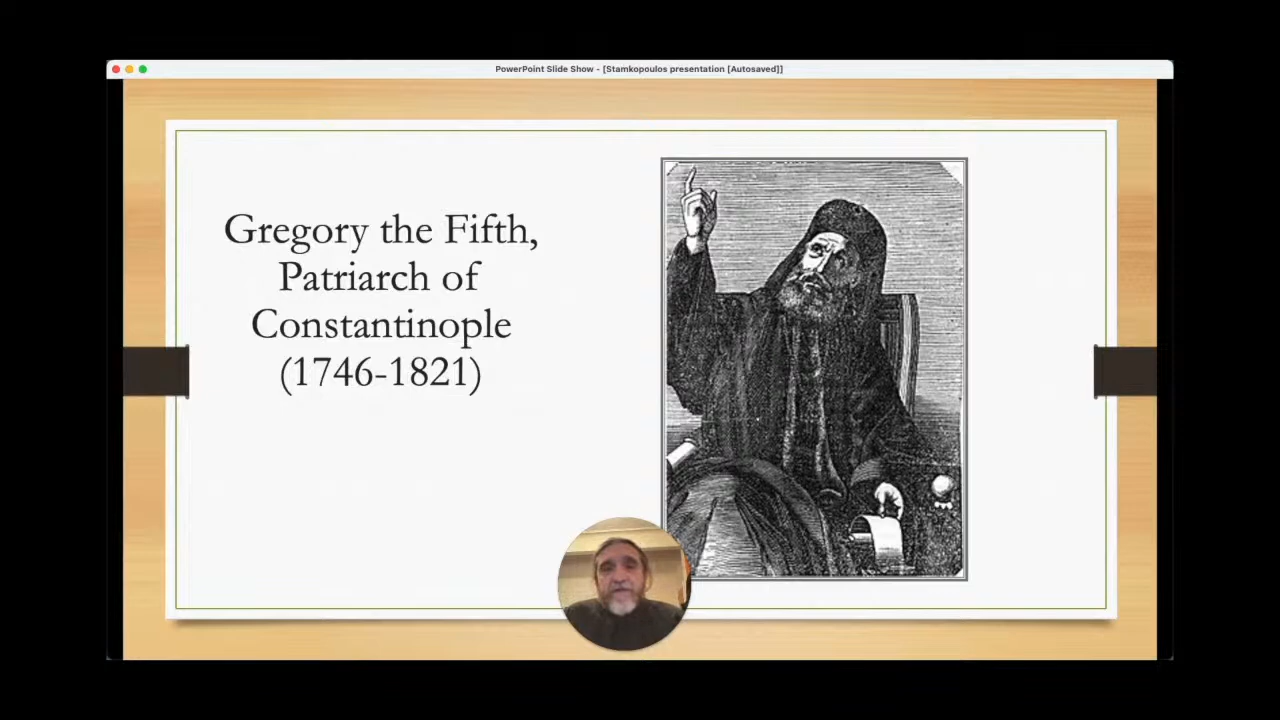 PowerPoint Slide Show - [Stamkopoulos presentation [Autosaved]]
Gregory the Fifth,
Patriarch of
Constantinople
(1746-1821)